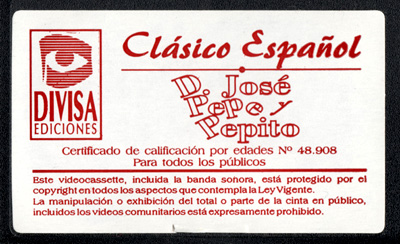 Clásico Español
DIVISA
EDICIONES
D. José
Pepe y
Pepito
Certificado de calificación por edades Nº 48.908
Para todos los públicos
Este videocassette, incluida la banda sonora, está protegido por el
copyright en todos los aspectos que contempla la Ley Vigente.
La manipulación o exhibición del total o parte de la cinta en público,
incluidos los videos comunitarios está expresamente prohibido.